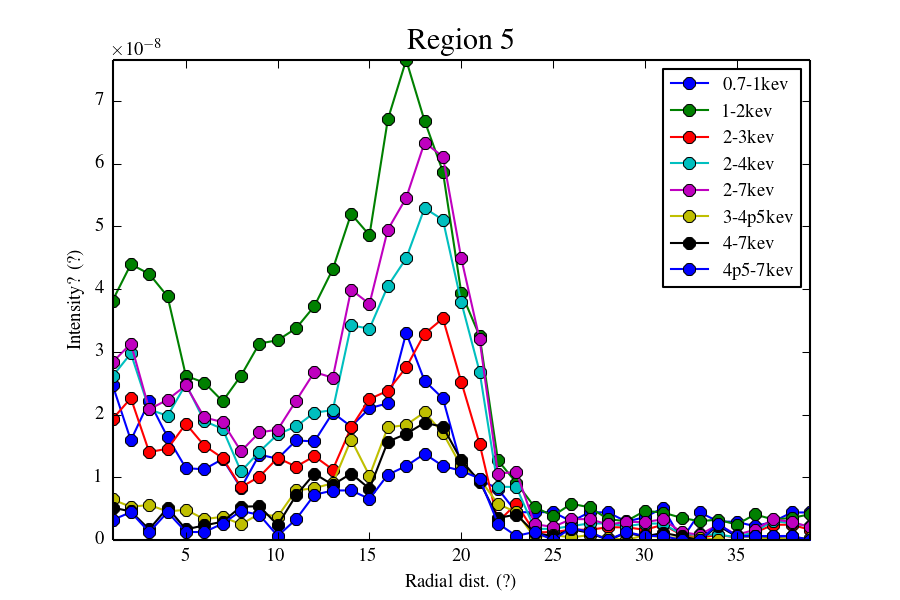 Region 5
×10⁻⁸
7
6
5
4
3
2
1
0
Intensity? (?)
5 10 15 20 25 30 35
Radial dist. (?)
0.7-1kev
1-2kev
2-3kev
2-4kev
2-7kev
3-4p5kev
4-7kev
4p5-7kev